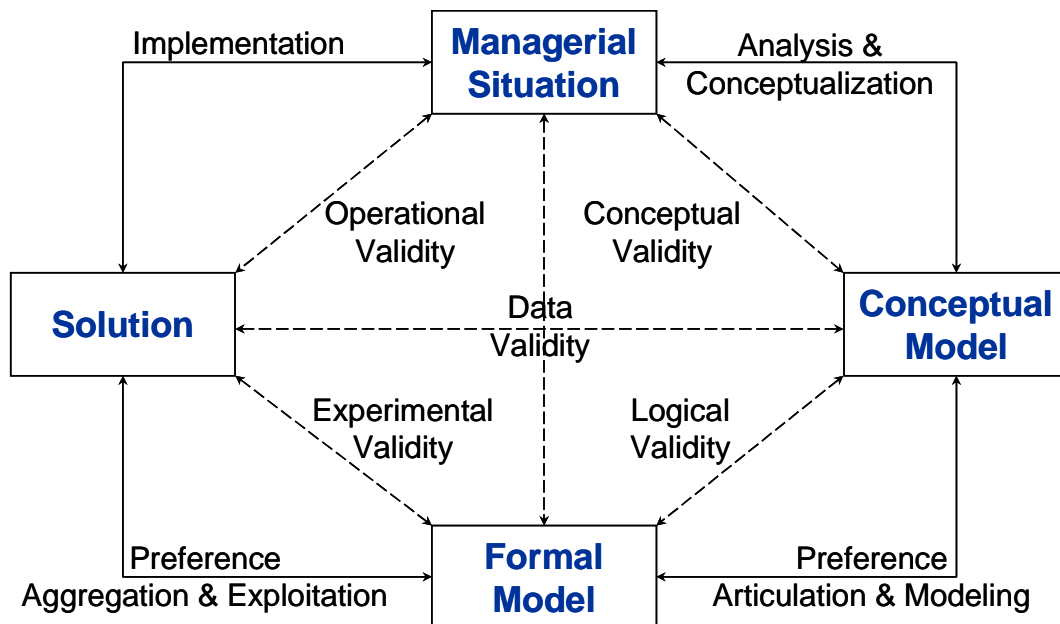 Implementation
Managerial
Situation
Analysis &
Conceptualization
Operational
Validity
Conceptual
Validity
Solution
Data
Validity
Conceptual
Model
Experimental
Validity
Logical
Validity
Preference
Aggregation & Exploitation
Formal
Model
Preference
Articulation & Modeling